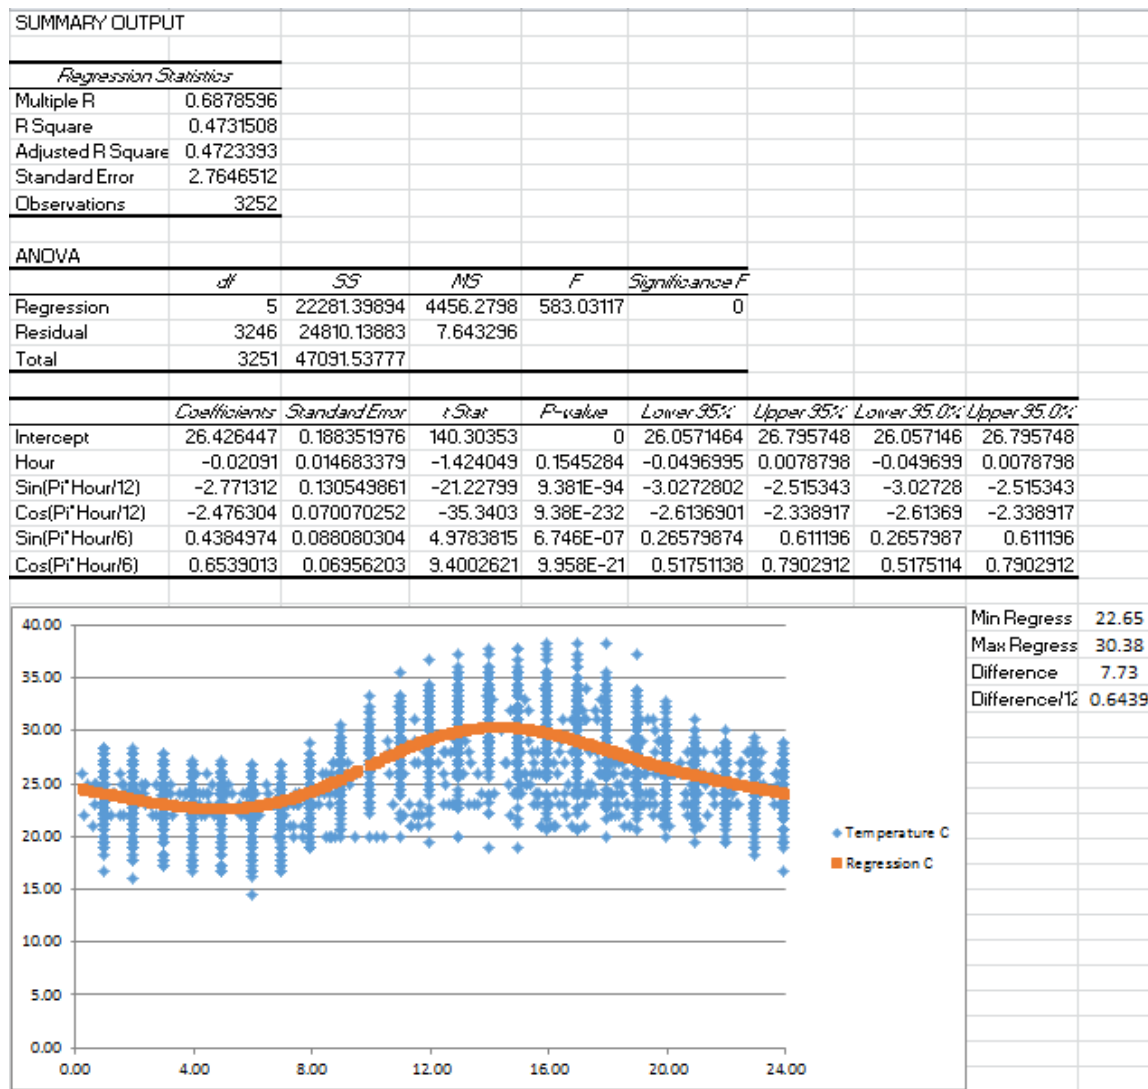 SUMMARY OUTPUT
Regression Statistics
Multiple R 0.6878596
R Square 0.4731508
Adjusted R Square 0.4723393
Standard Error 2.7646512
Observations 3252
ANOVA
df SS MS F Significance F
Regression 5 22281.39894 4456.2798 583.03117 0
Residual 3246 24810.13883 7.643296
Total 3251 47091.53777
Coefficients Standard Error t Stat P-value Lower 95% Upper 95% Lower 95.0% Upper 95.0%
Intercept 26.426447 0.188351976 140.30353 0 26.0571464 26.795748 26.057146 26.795748
Hour -0.02091 0.014683379 -1.424049 0.1545284 -0.0496995 0.0078798 -0.049699 0.0078798
Sin(Pi*Hour/12) -2.771312 0.130549861 -21.22799 9.381E-94 -3.0272802 -2.515343 -3.02728 -2.515343
Cos(Pi*Hour/12) -2.476304 0.070070252 -35.3403 9.38E-232 -2.6136901 -2.338917 -2.61369 -2.338917
Sin(Pi*Hour/6) 0.4384974 0.088080304 4.9783815 6.746E-07 0.26579874 0.611196 0.2657987 0.611196
Cos(Pi*Hour/6) 0.6539013 0.06956203 9.4002621 9.958E-21 0.51751138 0.7902912 0.5175114 0.7902912
Min Regress 22.65
Max Regress 30.38
Difference 7.73
Difference/12 0.6439
40.00
35.00
30.00
25.00
20.00
15.00
10.00
5.00
0.00
0.00 4.00 8.00 12.00 16.00 20.00 24.00
Temperature C
Regression C